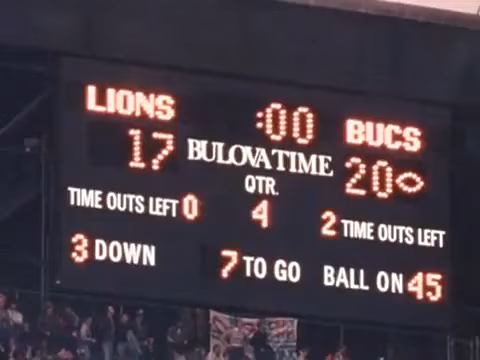 LIONS :00 BUCS
17 BULOVA TIME 20
QTR.
TIME OUTS LEFT 0 4 2 TIME OUTS LEFT
3 DOWN 7 TO GO BALL ON 45